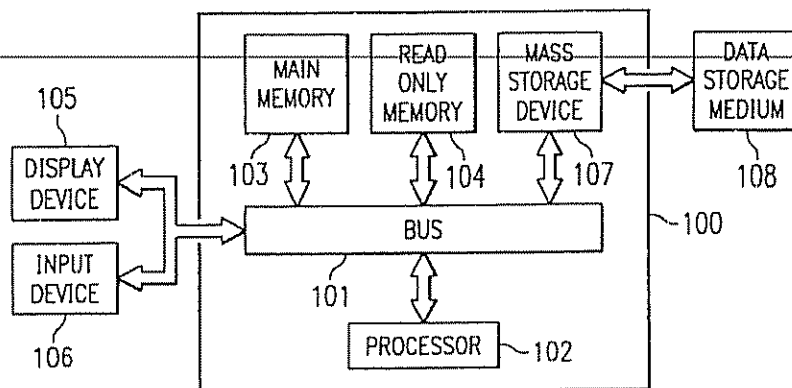 MAIN
MEMORY
103
READ
ONLY
MEMORY
104
MASS
STORAGE
DEVICE
107
DATA
STORAGE
MEDIUM
108
105
DISPLAY
DEVICE
INPUT
DEVICE
106
BUS
101
100
PROCESSOR
102